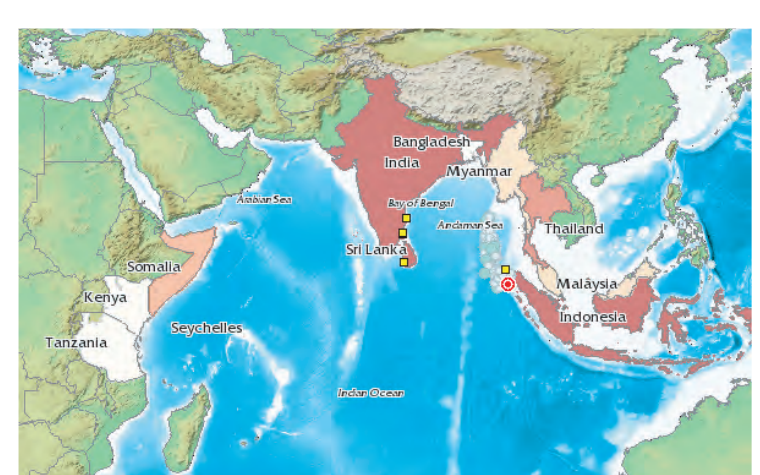 Bangladesh
India
Myanmar
Arabian Sea
Bay of Bengal
Andaman Sea
Thailand
Sri Lanka
Somalia
Malaysia
Kenya
Indonesia
Seychelles
Tanzania
Indian Ocean